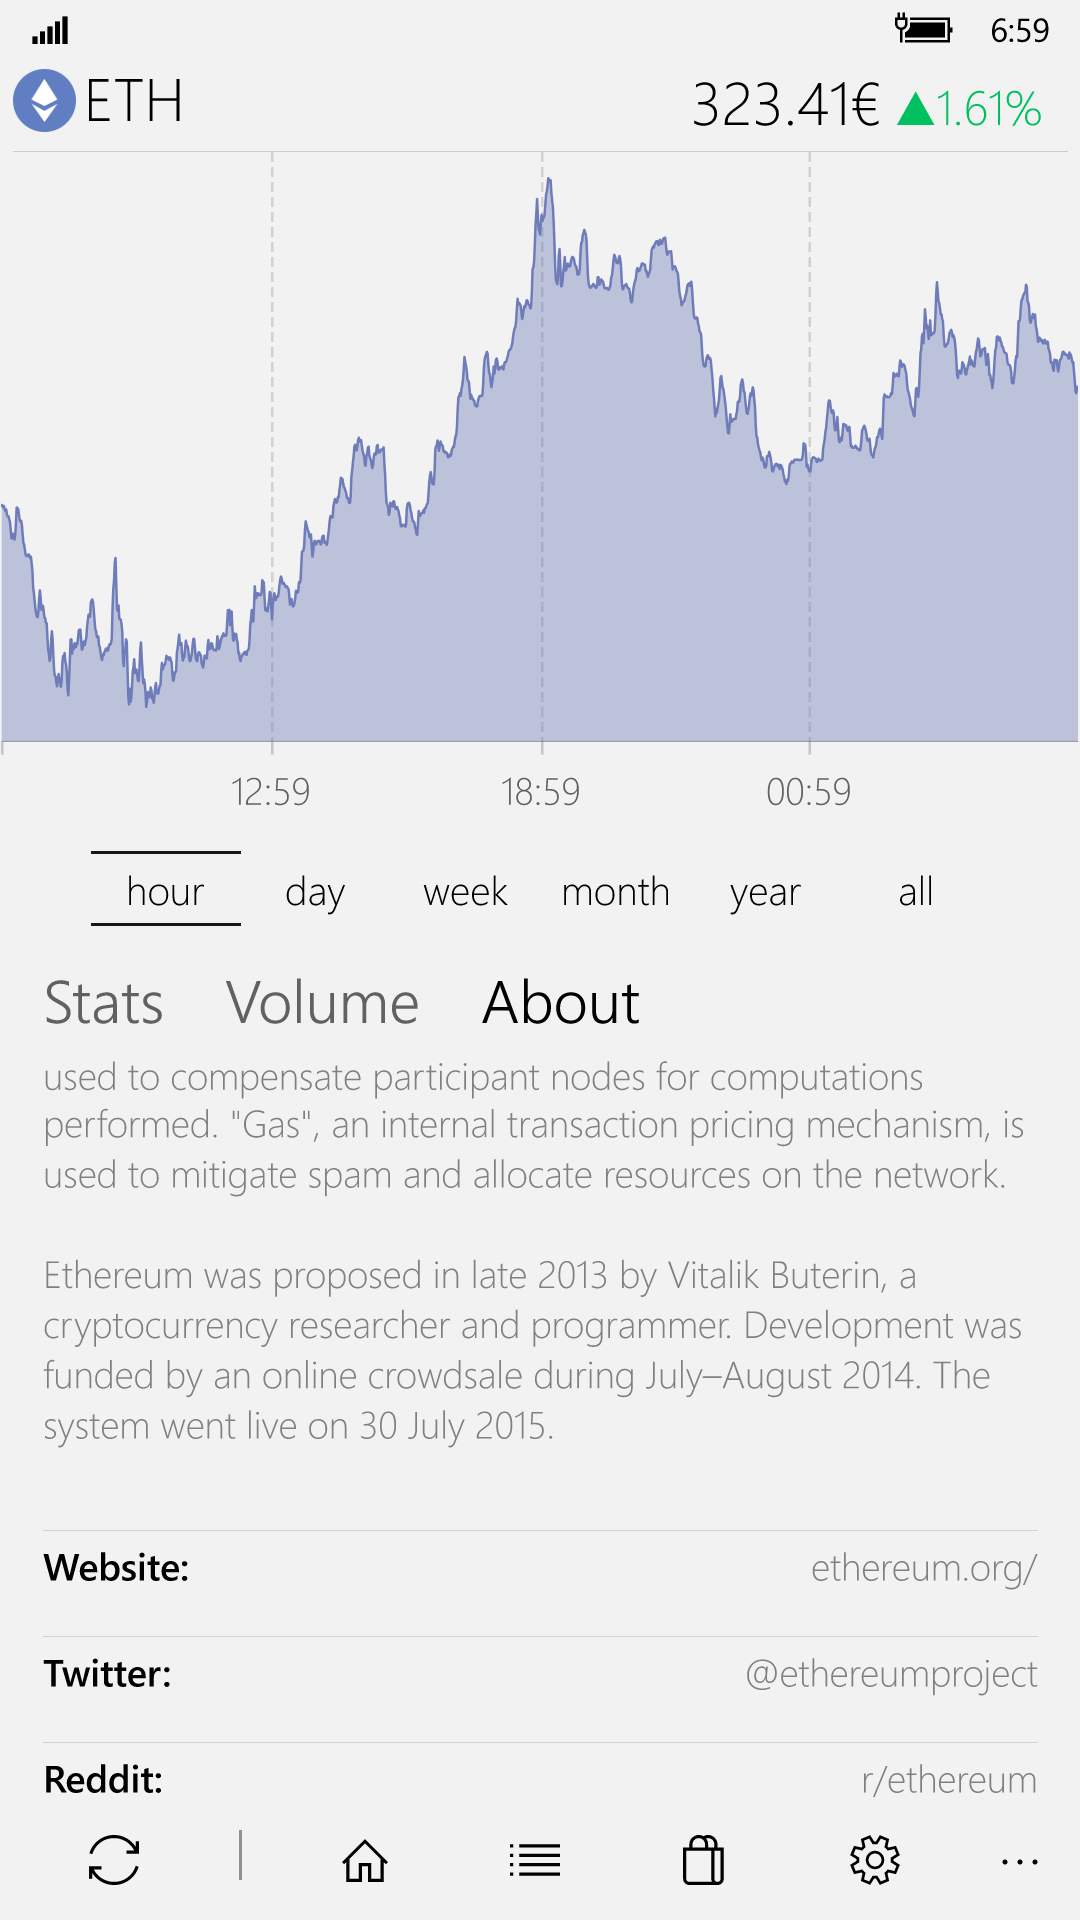 6:59
ETH
323.41€ ▲1.61%
12:59 18:59 00:59
hour day week month year all
Stats Volume About
used to compensate participant nodes for computations
performed. "Gas", an internal transaction pricing mechanism, is
used to mitigate spam and allocate resources on the network.
Ethereum was proposed in late 2013 by Vitalik Buterin, a
cryptocurrency researcher and programmer. Development was
funded by an online crowdsale during July–August 2014. The
system went live on 30 July 2015.
Website: ethereum.org/
Twitter: @ethereumproject
Reddit: r/ethereum